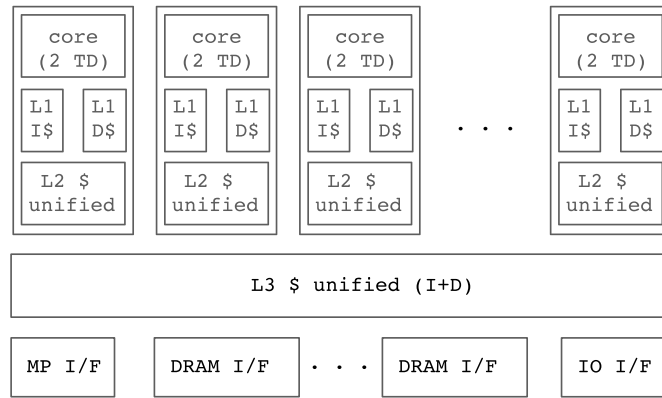 core
(2 TD)
L1
I$
L1
D$
L2 $
unified
core
(2 TD)
L1
I$
L1
D$
L2 $
unified
core
(2 TD)
L1
I$
L1
D$
L2 $
unified
. . .
core
(2 TD)
L1
I$
L1
D$
L2 $
unified
L3 $ unified (I+D)
MP I/F
DRAM I/F
. . .
DRAM I/F
IO I/F